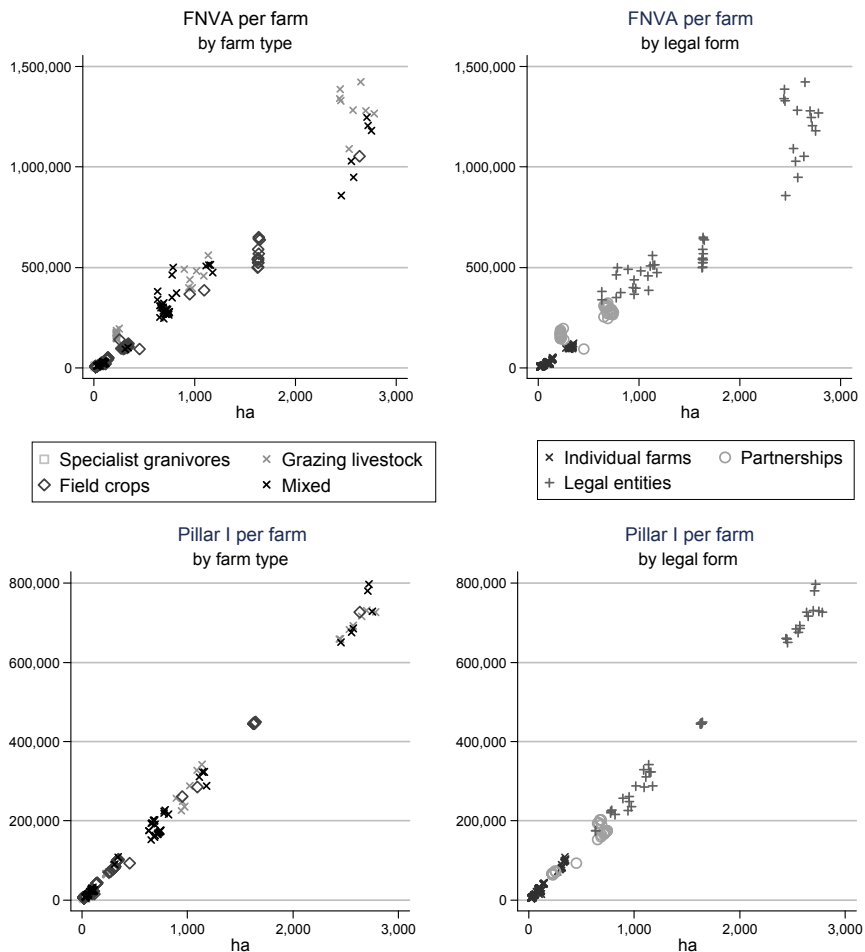 FNVA per farm
by farm type
1,500,000
1,000,000
500,000
0
0 1,000 2,000 3,000
ha
FNVA per farm
by legal form
1,500,000
1,000,000
500,000
0
0 1,000 2,000 3,000
ha
Specialist granivores Grazing livestock
Field crops Mixed
Individual farms Partnerships
Legal entities
Pillar I per farm
by farm type
800,000
600,000
400,000
200,000
0
0 1,000 2,000 3,000
ha
Pillar I per farm
by legal form
800,000
600,000
400,000
200,000
0
0 1,000 2,000 3,000
ha